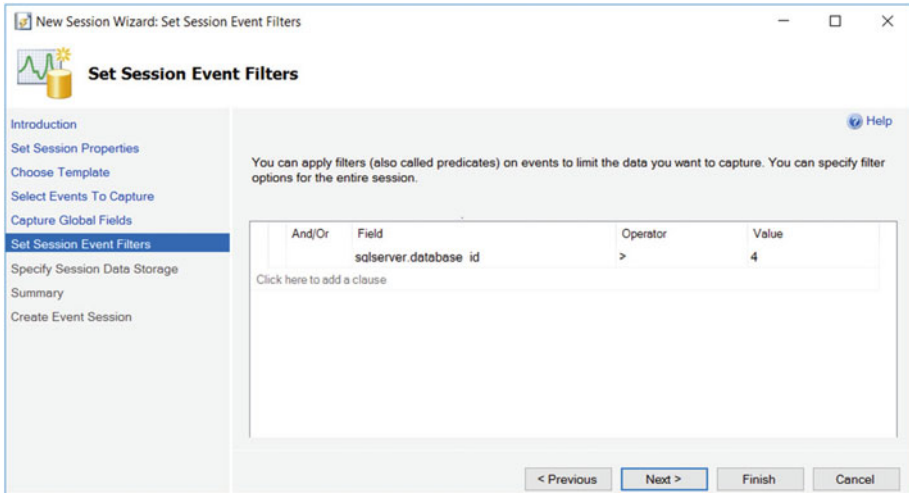 New Session Wizard: Set Session Event Filters
Set Session Event Filters
Help
Introduction
Set Session Properties
Choose Template
Select Events To Capture
Capture Global Fields
Set Session Event Filters
Specify Session Data Storage
Summary
Create Event Session
You can apply filters (also called predicates) on events to limit the data you want to capture. You can specify filter
options for the entire session.
And/Or Field Operator Value
sqlserver.database_id > 4
Click here to add a clause
< Previous Next > Finish Cancel